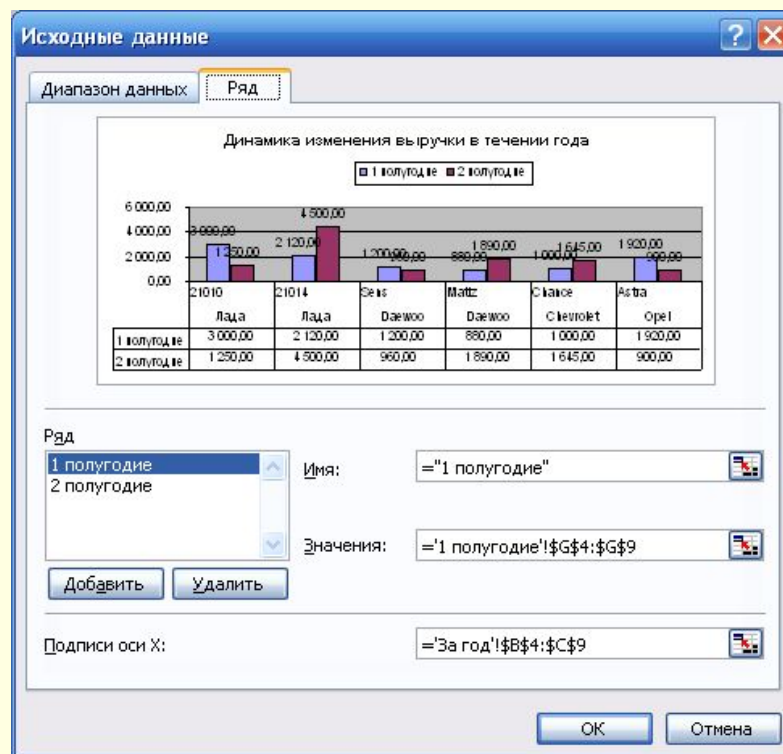 Исходные данные
Диапазон данных Ряд
Динамика изменения выручки в течении года
1 полугодие 2 полугодие
6 000,00
4 000,00
2 000,00
0,00
4 500,00
3 000,00
1 250,00
2 120,00
1 200,00
960,00
880,00
1 890,00
1 000,00
1 645,00
1 920,00
900,00
21010 21014 Sens Matiz Chance Astra
Лада Лада Daewoo Daewoo Chevrolet Opel
1 полугодие 3 000,00 2 120,00 1 200,00 880,00 1 000,00 1 920,00
2 полугодие 1 250,00 4 500,00 960,00 1 890,00 1 645,00 900,00
Ряд
1 полугодие
2 полугодие
Имя: ="1 полугодие"
Значения: ='1 полугодие'!$G$4:$G$9
Добавить Удалить
Подписи оси X: ='За год'!$B$4:$C$9
ОК Отмена